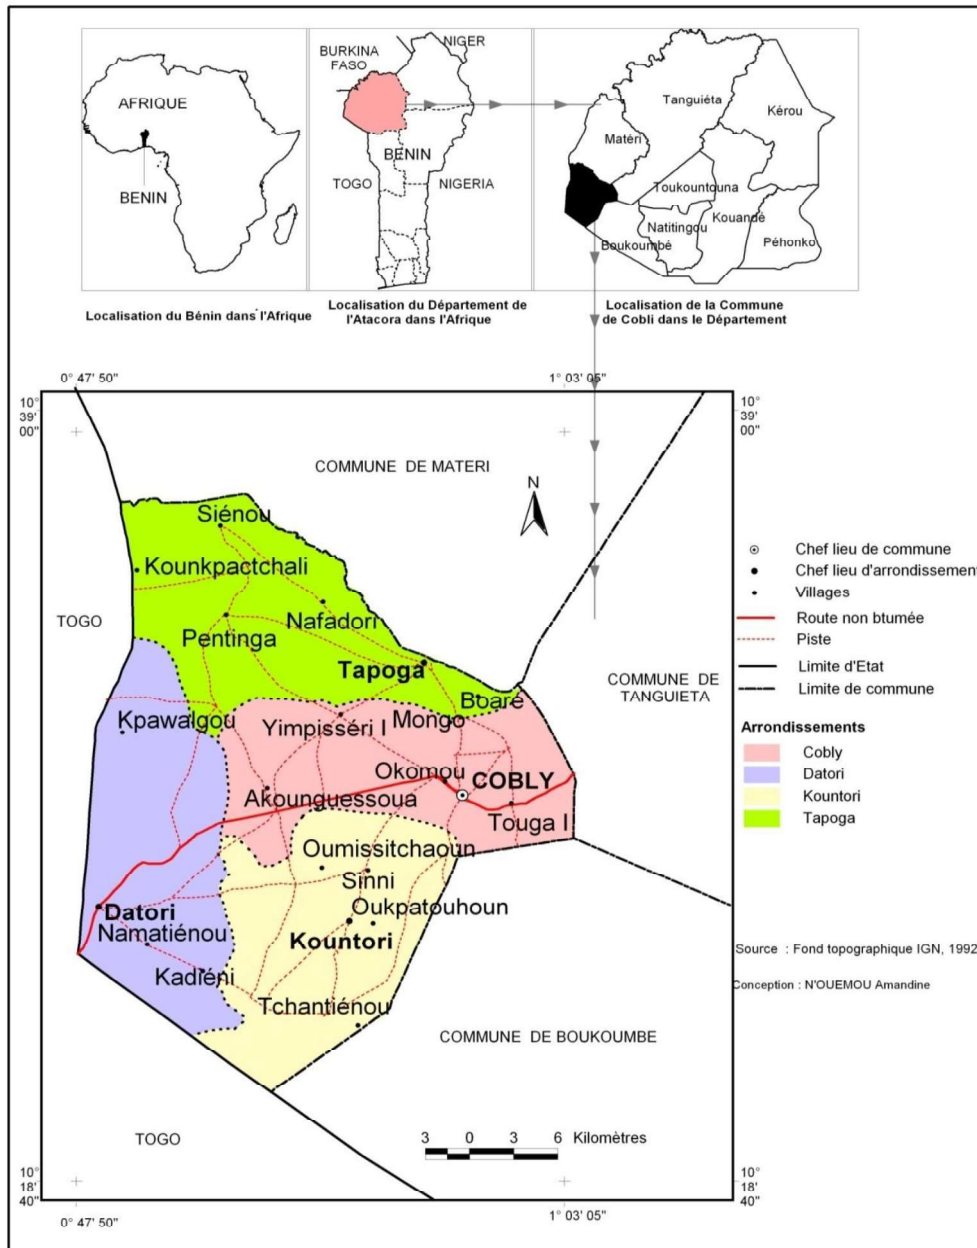 AFRIQUE
BENIN
BURKINA
FASO
NIGER
BENIN
TOGO
NIGERIA
Tanguiéta
Kérou
Matéri
Toukountouna
Kouandé
Natitingou
Boukoumbé
Péhonko
Localisation du Bénin dans l'Afrique
Localisation du Département de
l'Atacora dans l'Afrique
Localisation de la Commune
de Cobli dans le Département
0° 47' 50"
1° 03' 05"
10°
39'
00"
10°
39'
00"
COMMUNE DE MATERI
N
Siénou
Kounkpactchali
TOGO
Nafadori
Pentinga
Tapoga
Boaré
COMMUNE DE
TANGUIETA
Kpawalgou
Yimpisséri I
Mongo
Okomou
COBLY
Akounguessoua
Touga I
Oumissitchaoun
Sinni
Oukpatouhoun
Datori
Namatiénou
Kountori
Kadiéni
Tchantiénou
COMMUNE DE BOUKOUMBE
TOGO
3 0 3 6 Kilomètres
10°
18'
40"
10°
18'
40"
0° 47' 50"
1° 03' 05"
Chef lieu de commune
Chef lieu d'arrondissement
Villages
Route non btumée
Piste
Limite d'Etat
Limite de commune
Arrondissements
Cobly
Datori
Kountori
Tapoga
Source : Fond topographique IGN, 1992
Conception : N'OUEMOU Amandine